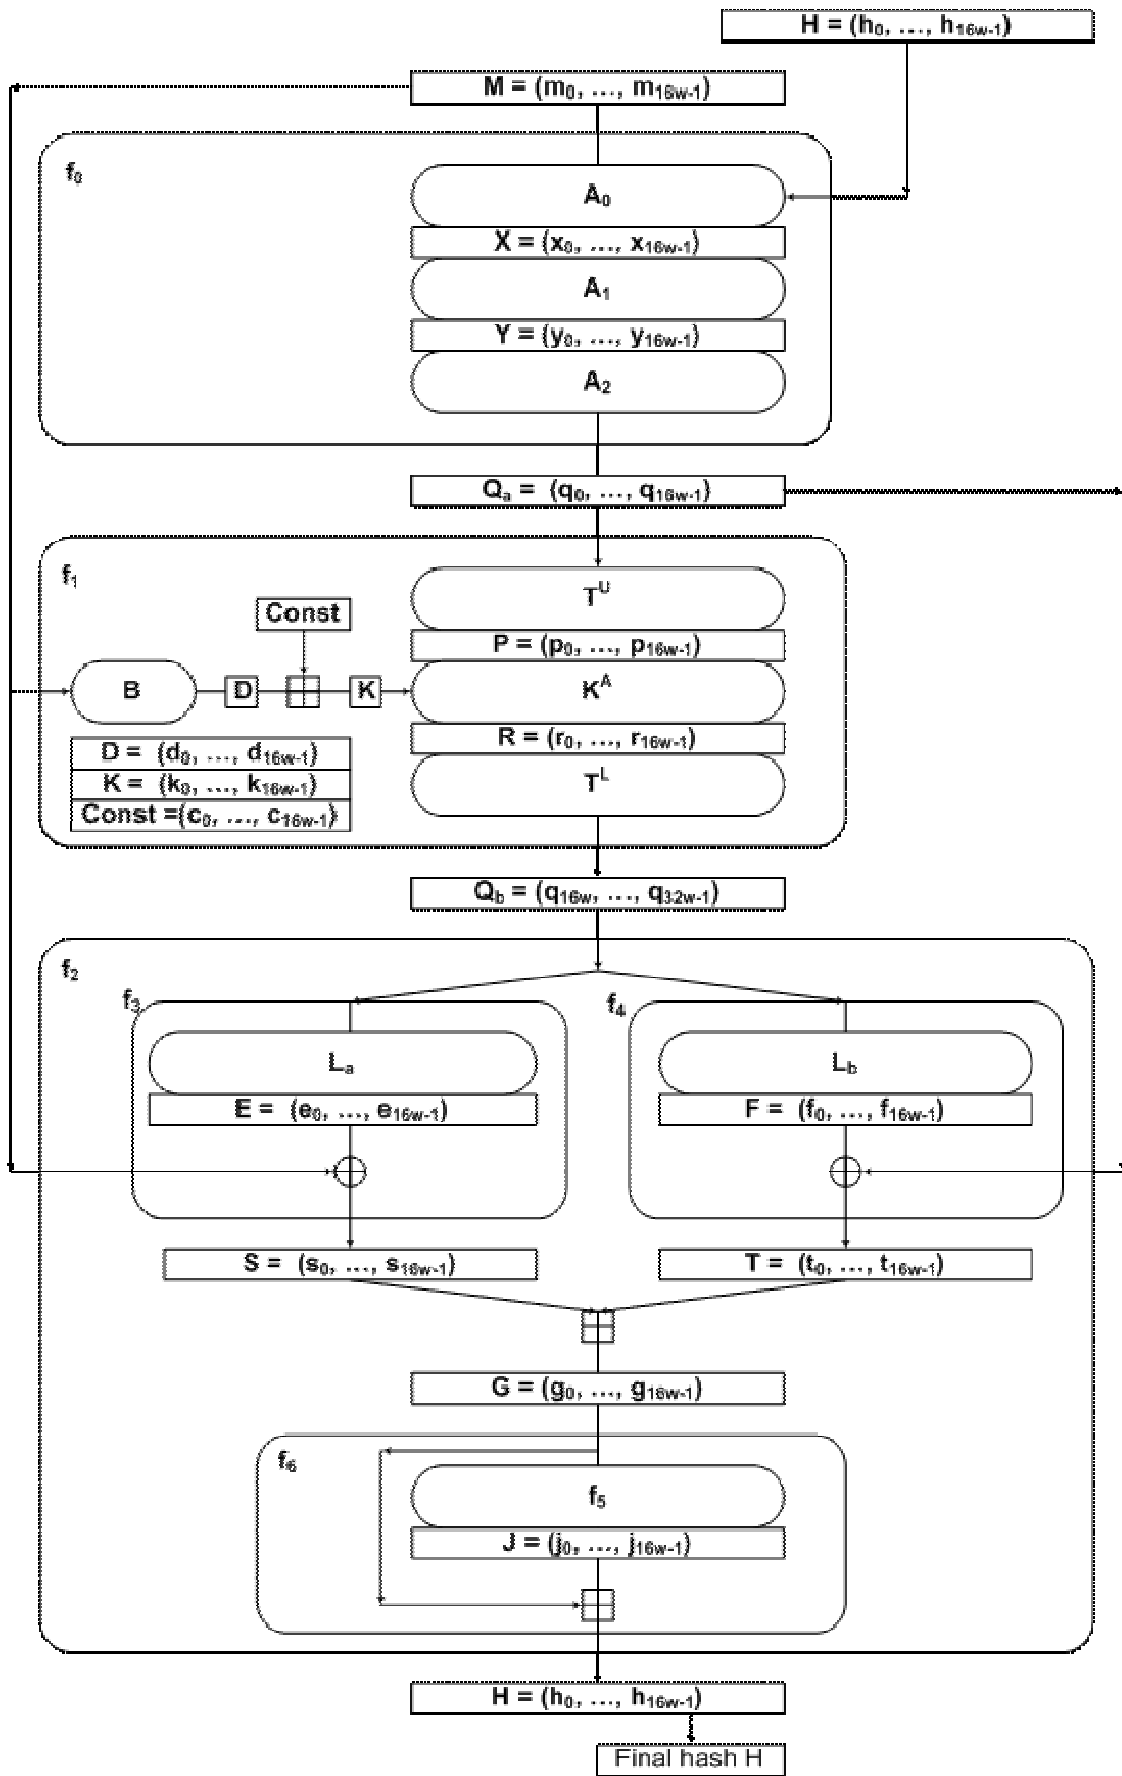 H = (h₀, ..., h₁₆w₋₁)
M = (m₀, ..., m₁₆w₋₁)
f₀
A₀
X = (x₀, ..., x₁₆w₋₁)
A₁
Y = (y₀, ..., y₁₆w₋₁)
A₂
Qₐ = (q₀, ..., q₁₆w₋₁)
f₁
Tᵁ
Const
P = (p₀, ..., p₁₆w₋₁)
B D K Kᴬ
R = (r₀, ..., r₁₆w₋₁)
D = (d₀, ..., d₁₆w₋₁)
K = (k₀, ..., k₁₆w₋₁)
Const =(c₀, ..., c₁₆w₋₁)
Tᴸ
Q_b = (q₁₆w, ..., q₃₂w₋₁)
f₂
f₃
f₄
Lₐ
L_b
E = (e₀, ..., e₁₆w₋₁)
F = (f₀, ..., f₁₆w₋₁)
S = (s₀, ..., s₁₆w₋₁)
T = (t₀, ..., t₁₆w₋₁)
G = (g₀, ..., g₁₆w₋₁)
f₆
f₅
J = (j₀, ..., j₁₆w₋₁)
H = (h₀, ..., h₁₆w₋₁)
Final hash H